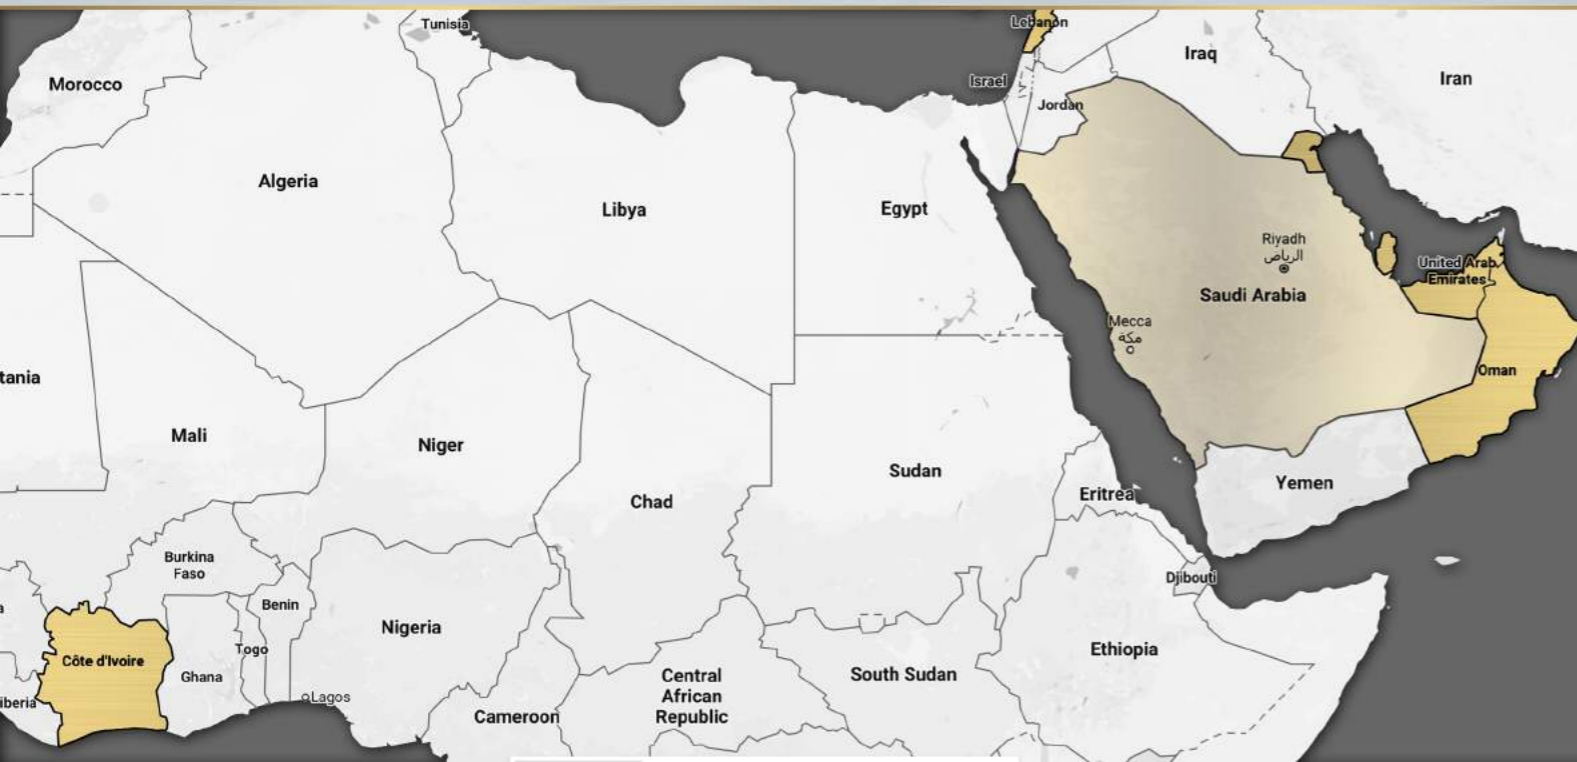 Tunisia
Lebanon
Morocco
Israel
Iraq
Iran
Jordan
Algeria
Libya
Egypt
Riyadh
الرياض
United Arab
Emirates
Saudi Arabia
Mecca
مكة
tania
Oman
Mali
Niger
Sudan
Chad
Eritrea
Yemen
Burkina
Faso
Djibouti
Benin
Nigeria
Togo
Ethiopia
Côte d'Ivoire
Ghana
Central
African
Republic
South Sudan
iberia
Lagos
Cameroon